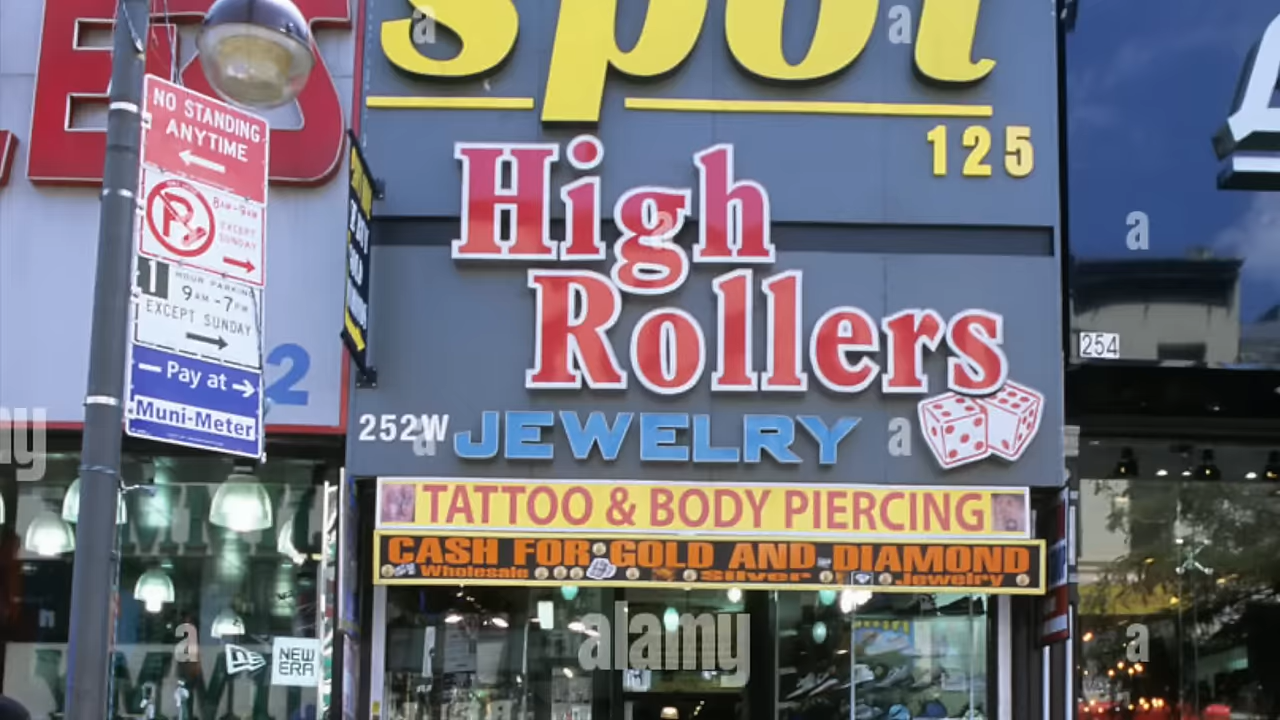 spot
125
High
Rollers
252W JEWELRY
TATTOO & BODY PIERCING
CASH FOR GOLD AND DIAMOND
Wholesale Silver Jewelry
NO STANDING
ANYTIME
8AM-9AM
EXCEPT
SUNDAY
1 HOUR PARKING
9AM-7PM
EXCEPT SUNDAY
Pay at
Muni-Meter
2
254
NEW
ERA
alamy